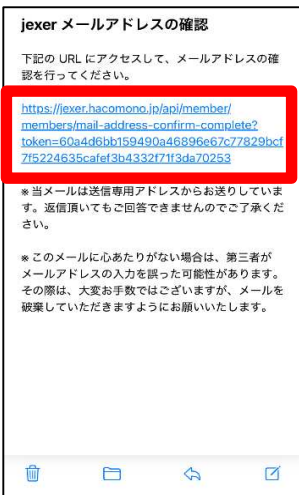 jexer メールアドレスの確認
下記の URL にアクセスして、メールアドレスの確
認を行ってください。
https://jexer.hacomono.jp/api/member/
members/mail-address-confirm-complete?
token=60a4d6bb159490a46896e67c77829bcf
7f5224635cafef3b4332f71f3da70253
※ 当メールは送信専用アドレスからお送りしていま
す。返信頂いてもご回答できませんのでご了承くだ
さい。
※ このメールに心あたりがない場合は、第三者が
メールアドレスの入力を誤った可能性があります。
その際は、大変お手数ではございますが、メールを
破棄していただきますようにお願いいたします。